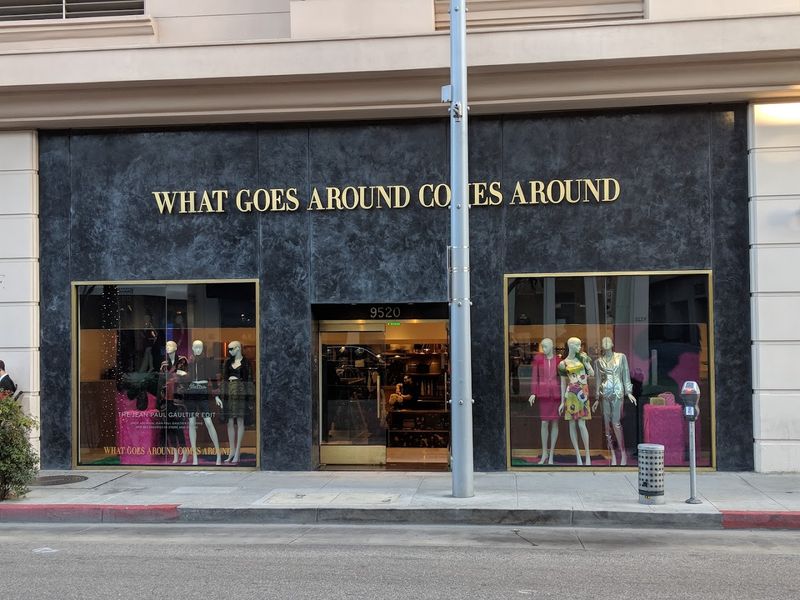 WHAT GOES AROUND COMES AROUND
9520
THE JEAN PAUL GAULTIER EDIT
WHAT GOES AROUND COMES AROUND